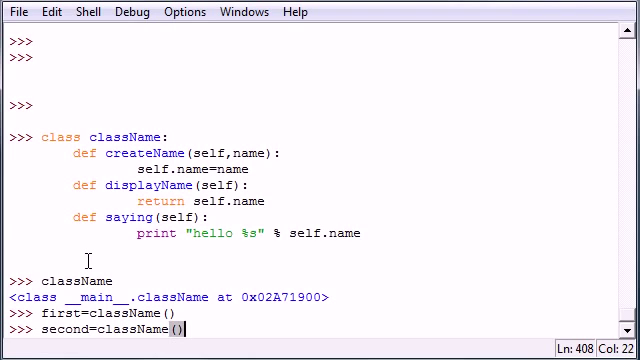 File Edit Shell Debug Options Windows Help
>>>
>>>
>>>
>>> class className:
def createName(self,name):
self.name=name
def displayName(self):
return self.name
def saying(self):
print "hello %s" % self.name
>>> className
<class __main__.className at 0x02A71900>
>>> first=className()
>>> second=className()
Ln: 408 Col: 22